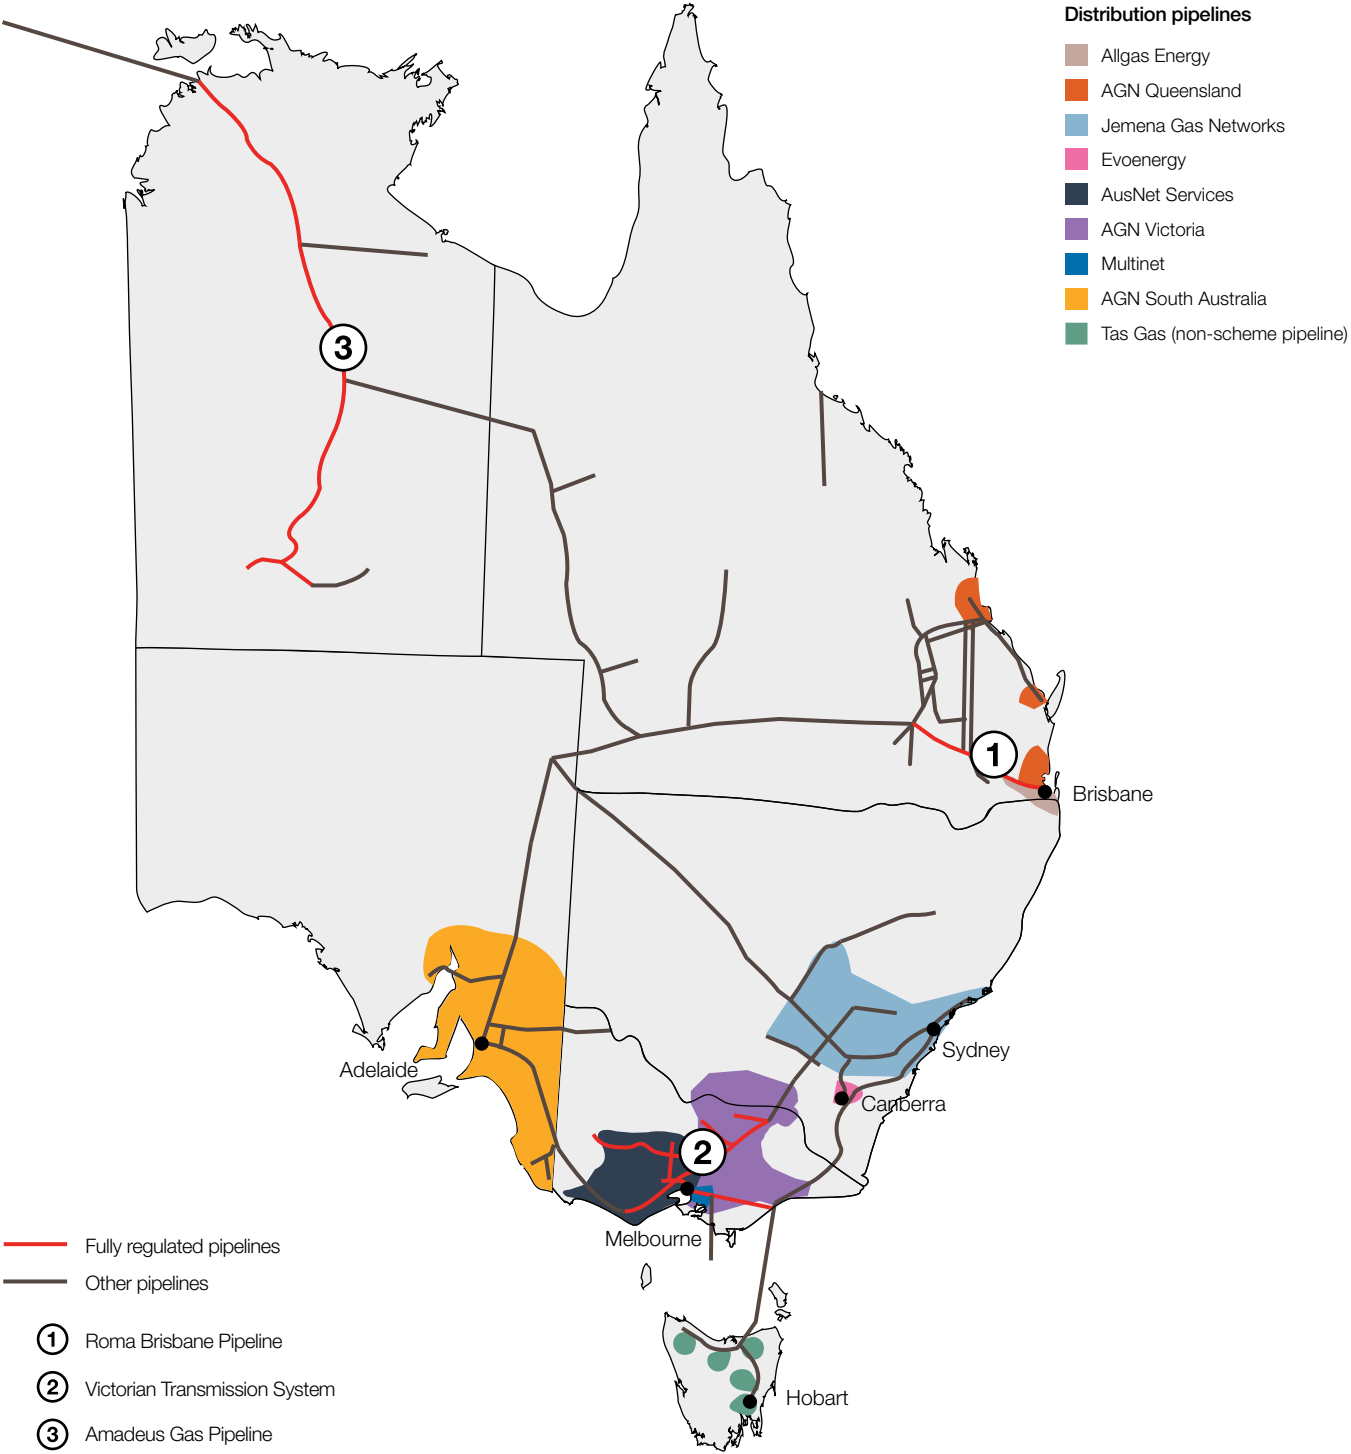 Distribution pipelines
Allgas Energy
AGN Queensland
Jemena Gas Networks
Evoenergy
AusNet Services
AGN Victoria
Multinet
AGN South Australia
Tas Gas (non-scheme pipeline)
3
1
Brisbane
Adelaide
Sydney
Canberra
2
Melbourne
Hobart
Fully regulated pipelines
Other pipelines
1 Roma Brisbane Pipeline
2 Victorian Transmission System
3 Amadeus Gas Pipeline